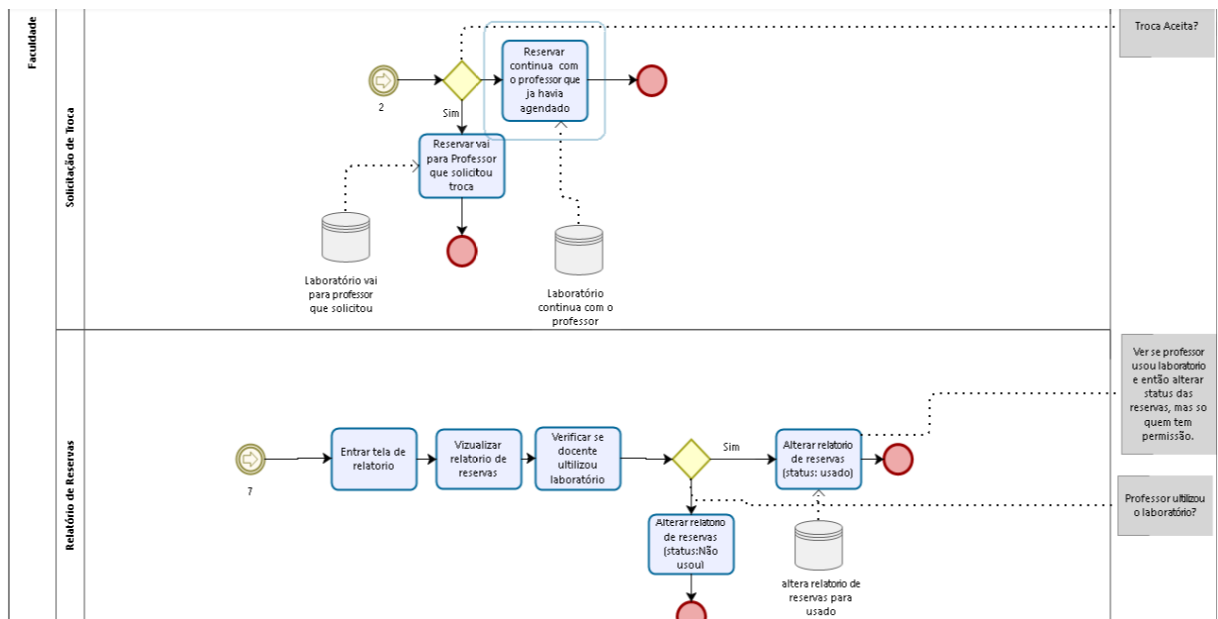 Faculdade
Solicitação de Troca
Troca Aceita?
Reservar
continua com
o professor que
ja havia
agendado
2
Sim
Reservar vai
para Professor
que solicitou
troca
Laboratório vai
para professor
que solicitou
Laboratório
continua com o
professor
Relatório de Reservas
Ver se professor
usou laboratorio
e então alterar
status das
reservas, mas so
quem tem
permissão.
7
Entrar tela de
relatorio
Vizualizar
relatorio de
reservas
Verificar se
docente
ultilizou
laboratório
Sim
Alterar relatorio
de reservas
(status: usado)
Professor ultilizou
o laboratório?
Alterar relatorio
de reservas
(status:Não
usou)
altera relatorio de
reservas para
usado